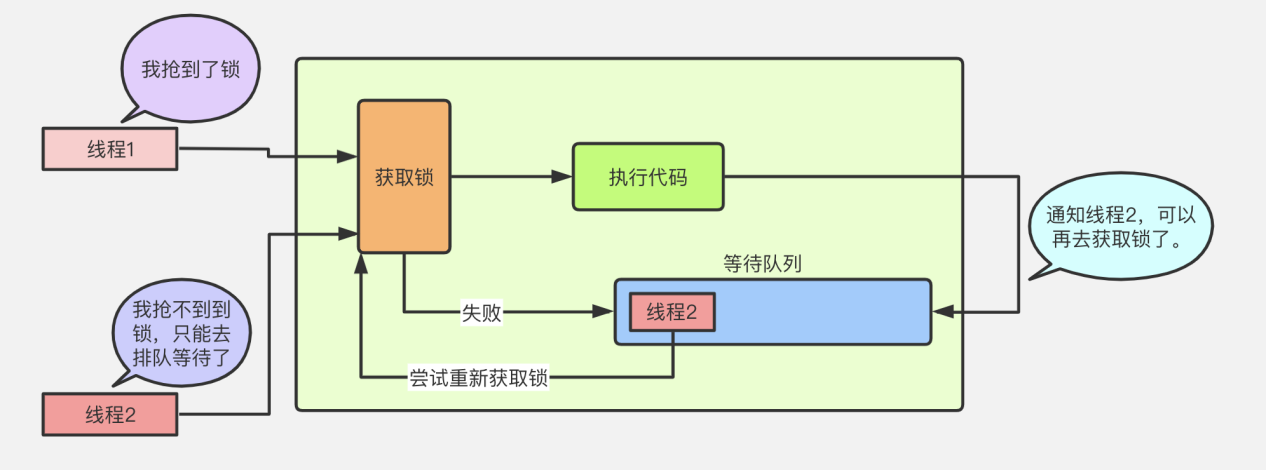 我抢到了锁
线程1
获取锁
执行代码
通知线程2，可以
再去获取锁了。
等待队列
我抢不到到
锁，只能去
排队等待了
失败
线程2
尝试重新获取锁
线程2